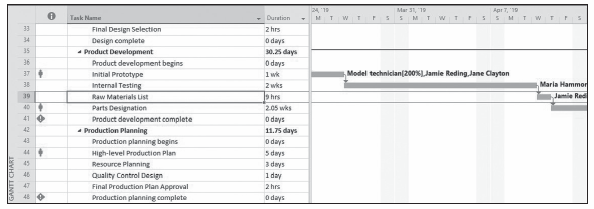 24, '19 Mar 31, '19 Apr 7, '19
Task Name Duration M T W T F S S M T W T F S S M T W T F S
33 Final Design Selection 2 hrs
34 Design complete 0 days
35 Product Development 30.25 days
36 Product development begins 0 days
37 Initial Prototype 1 wk Model technician[200%],Jamie Reding,Jane Clayton
38 Internal Testing 2 wks Maria Hammor
39 Raw Materials List 9 hrs Jamie Redi
40 Parts Designation 2.05 wks
41 Product development complete 0 days
42 Production Planning 11.75 days
43 Production planning begins 0 days
44 High-level Production Plan 5 days
45 Resource Planning 3 days
46 Quality Control Design 1 day
47 Final Production Plan Approval 2 hrs
48 Production planning complete 0 days
GANTT CHART